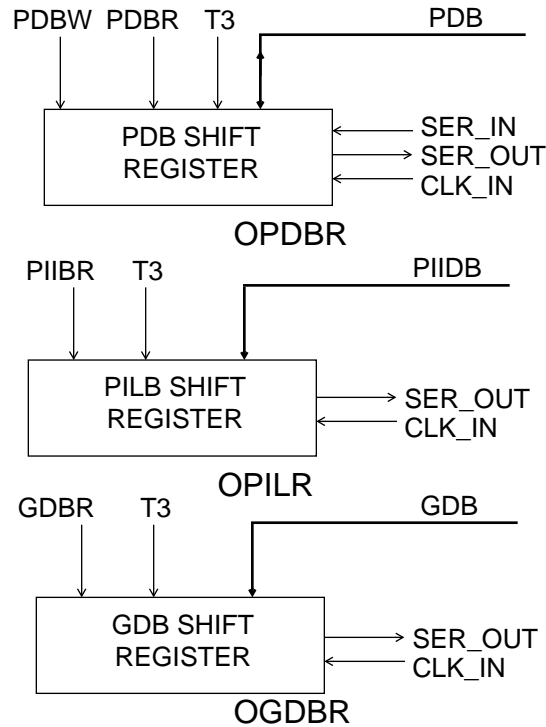 PDBW PDBR T3 PDB
PDB SHIFT
REGISTER
SER_IN
SER_OUT
CLK_IN
OPDBR
PIIBR T3 PIIDB
PILB SHIFT
REGISTER
SER_OUT
CLK_IN
OPILR
GDBR T3 GDB
GDB SHIFT
REGISTER
SER_OUT
CLK_IN
OGDBR